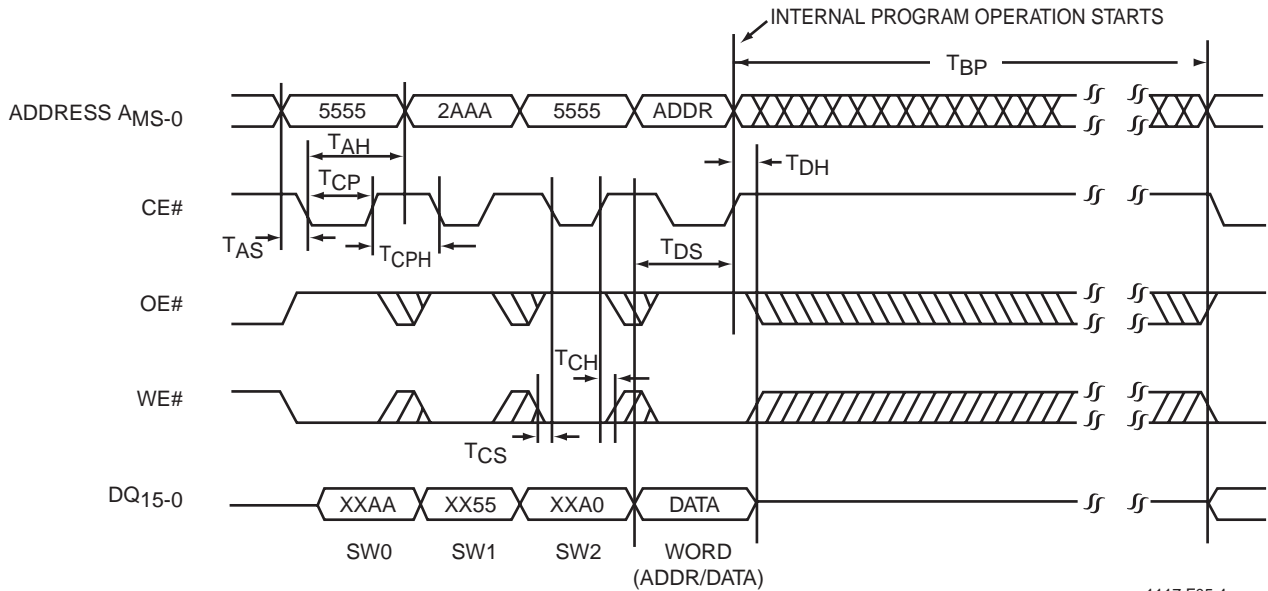 INTERNAL PROGRAM OPERATION STARTS
TBP
ADDRESS AMS-0
5555
2AAA
5555
ADDR
TAH
TDH
TCP
CE#
TAS
TCPH
TDS
OE#
TCH
WE#
TCS
DQ15-0
XXAA
XX55
XXA0
DATA
SW0
SW1
SW2
WORD
(ADDR/DATA)